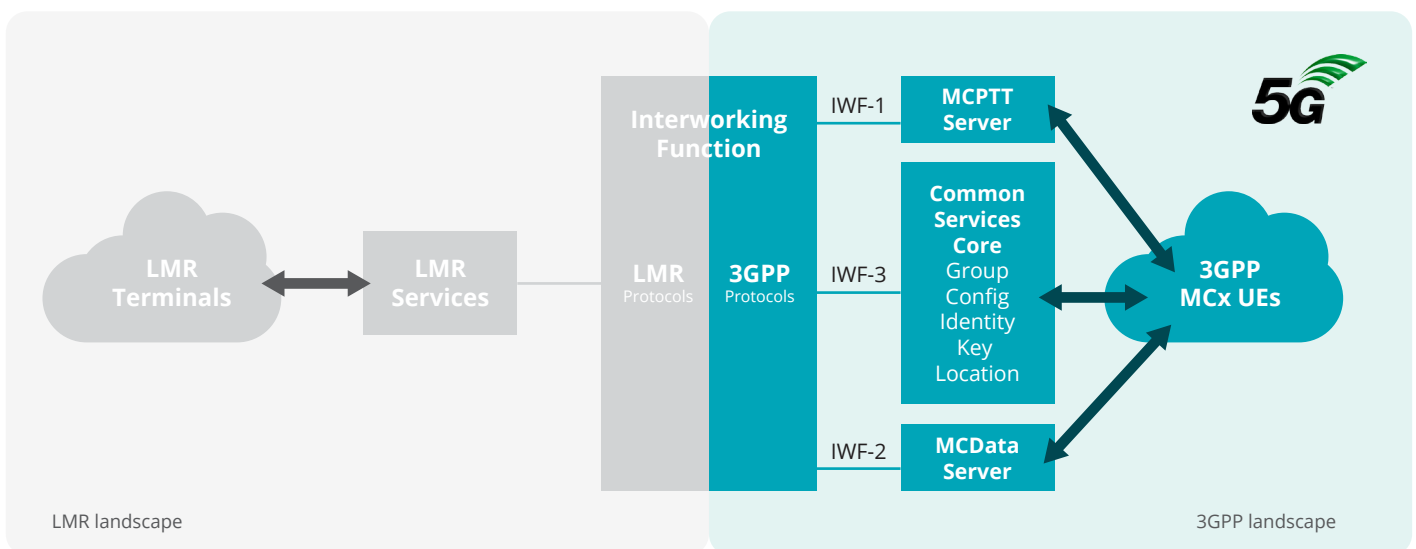 Interworking
Function
LMR
Terminals
LMR
Services
LMR
Protocols
3GPP
Protocols
IWF-1
IWF-3
IWF-2
MCPTT
Server
Common
Services
Core
Group
Config
Identity
Key
Location
MCData
Server
5G
3GPP
MCx UEs
LMR landscape
3GPP landscape